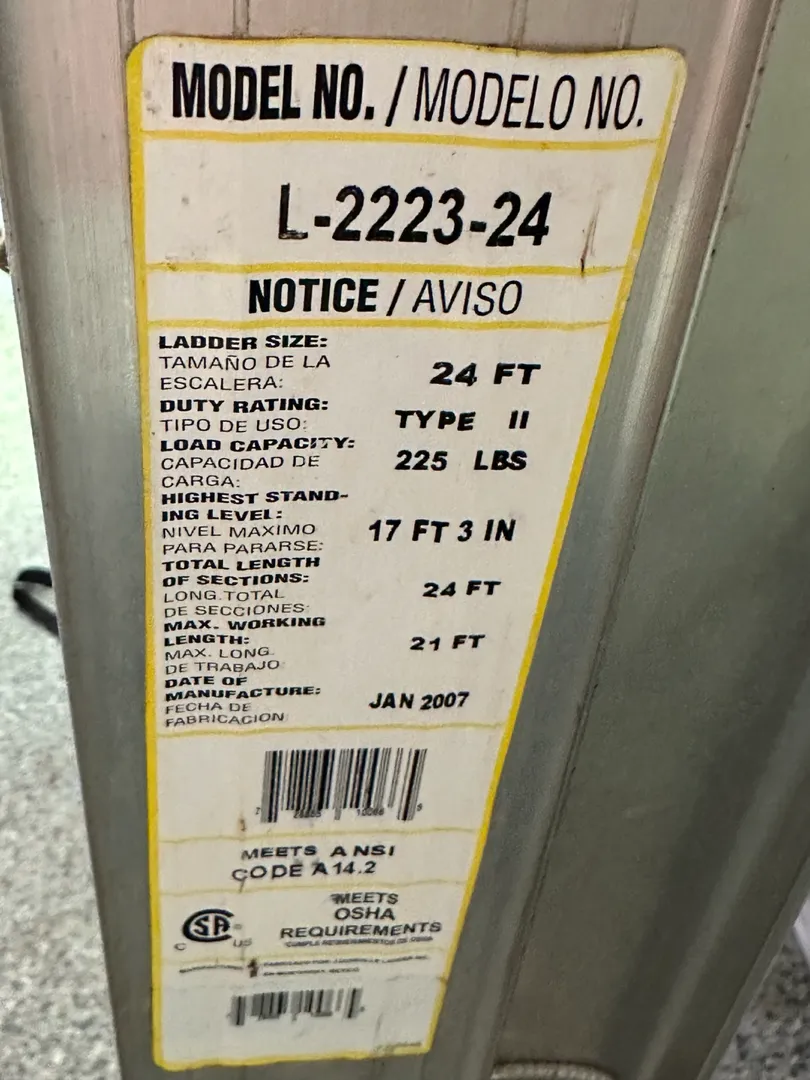 MODEL NO. / MODELO NO.
L-2223-24
NOTICE / AVISO
LADDER SIZE:
TAMAÑO DE LA
ESCALERA:
24 FT
DUTY RATING:
TIPO DE USO:
TYPE II
LOAD CAPACITY:
CAPACIDAD DE
CARGA:
225 LBS
HIGHEST STAND-
ING LEVEL:
NIVEL MAXIMO
PARA PARARSE:
17 FT 3 IN
TOTAL LENGTH
OF SECTIONS:
LONG.TOTAL
DE SECCIONES:
24 FT
MAX. WORKING
LENGTH:
MAX. LONG.
DE TRABAJO
21 FT
DATE OF
MANUFACTURE:
FECHA DE
FABRICACION
JAN 2007
MEETS ANSI
CODE A14.2
CSA
C US
MEETS
OSHA
REQUIREMENTS